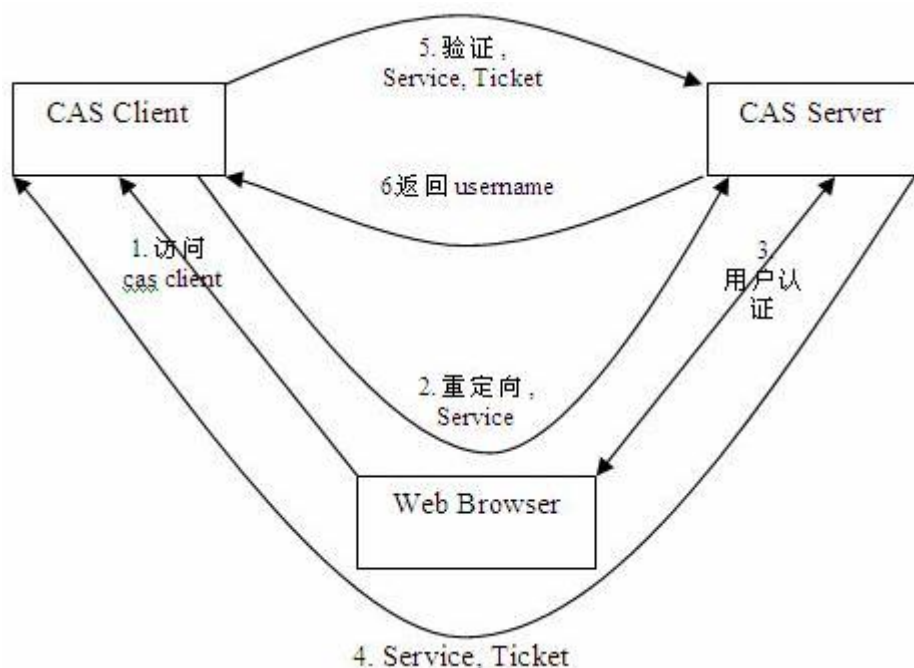 5. 验证,
Service, Ticket
CAS Client
CAS Server
6.返回 username
1. 访问
cas client
3.
用户认
证
2. 重定向,
Service
Web Browser
4. Service, Ticket